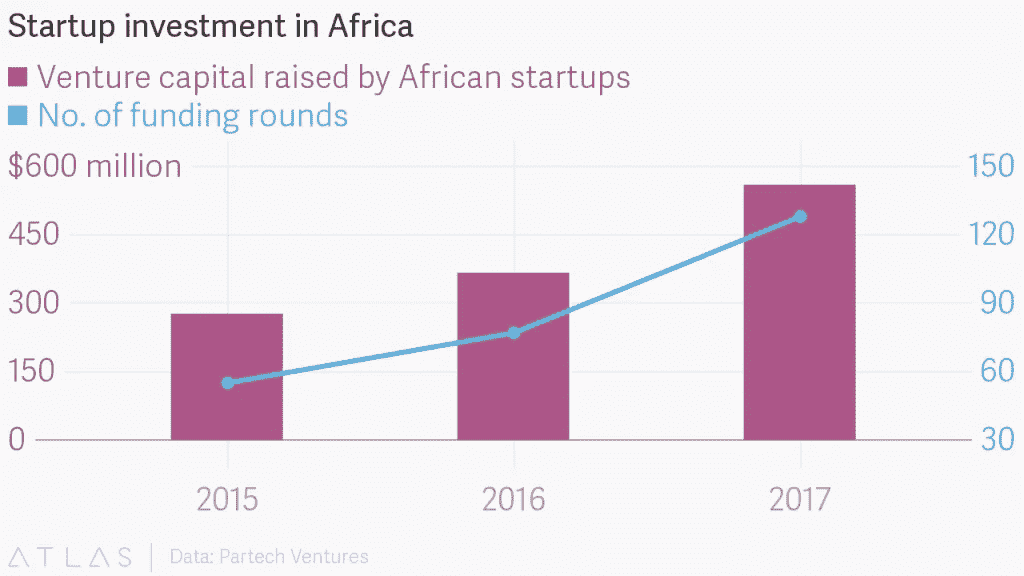 Startup investment in Africa
Venture capital raised by African startups
No. of funding rounds
$600 million 150
450 120
300 90
150 60
0 30
2015 2016 2017
ATLAS Data: Partech Ventures